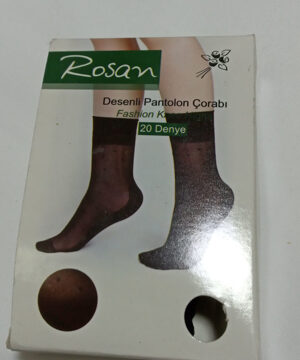 Rosan
Desenli Pantolon Çorabı
Fashion
20 Denye